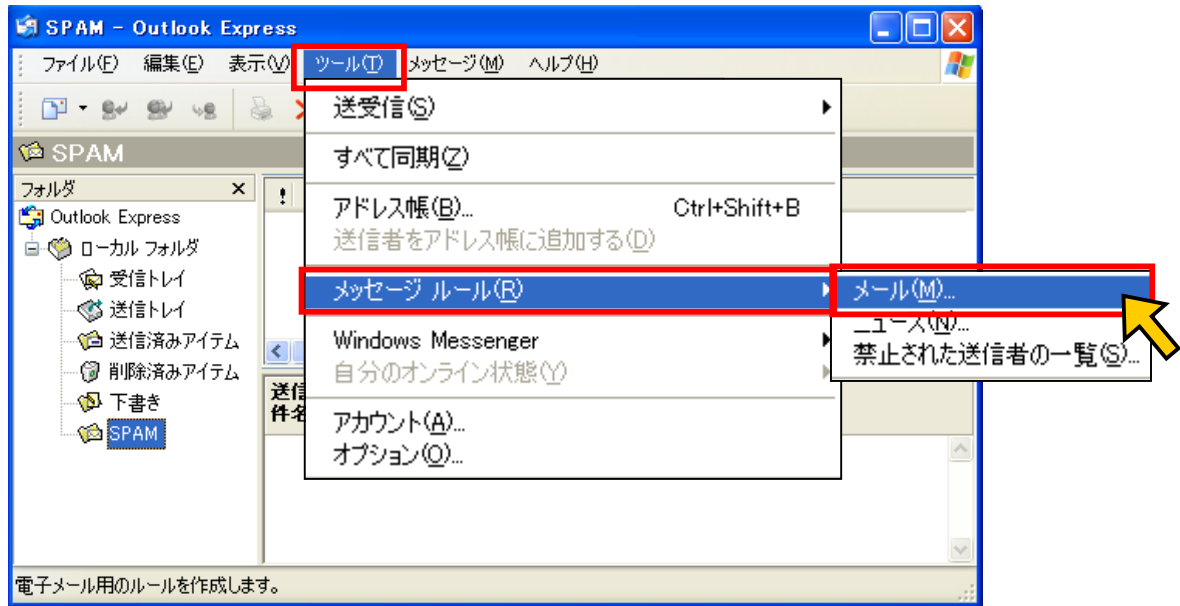 SPAM - Outlook Express
ファイル(F) 編集(E) 表示(V) ツール(T) メッセージ(M) ヘルプ(H)
SPAM
フォルダ
Outlook Express
ローカル フォルダ
受信トレイ
送信トレイ
送信済みアイテム
削除済みアイテム
下書き
SPAM
!
送信
件名
送受信(S)
すべて同期(Z)
アドレス帳(B)... Ctrl+Shift+B
送信者をアドレス帳に追加する(D)
メッセージ ルール(R)
Windows Messenger
自分のオンライン状態(Y)
アカウント(A)...
オプション(O)...
メール(M)...
ニュース(N)...
禁止された送信者の一覧(S)...
電子メール用のルールを作成します。